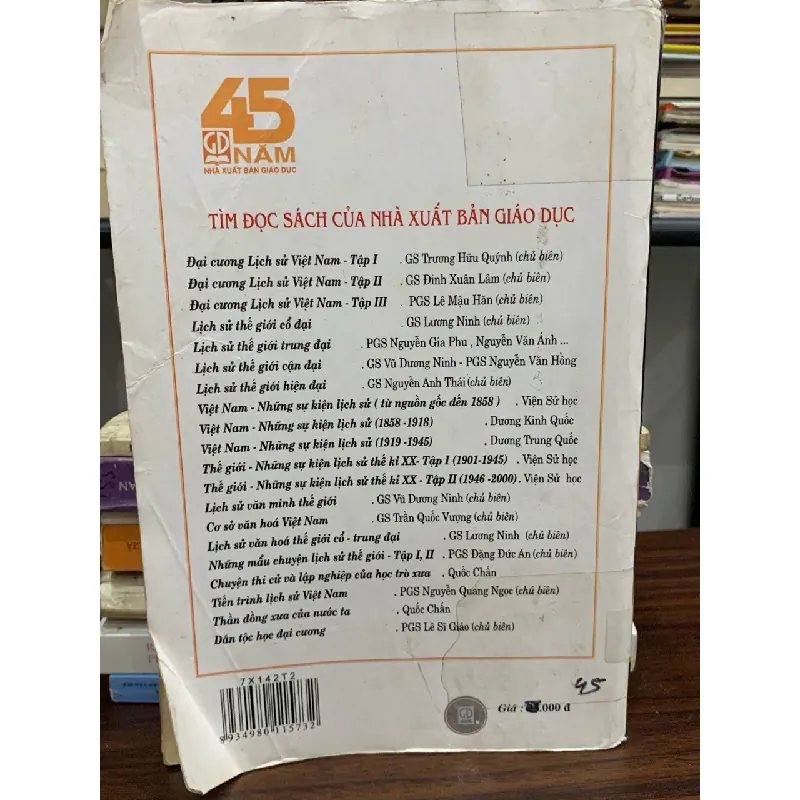 45
GD NĂM
NHÀ XUẤT BẢN GIÁO DỤC
TÌM ĐỌC SÁCH CỦA NHÀ XUẤT BẢN GIÁO DỤC
Đại cương Lịch sử Việt Nam - Tập I . GS Trương Hữu Quýnh (chủ biên)
Đại cương Lịch sử Việt Nam - Tập II . GS Đinh Xuân Lâm (chủ biên)
Đại cương Lịch sử Việt Nam - Tập III . PGS Lê Mậu Hãn (chủ biên)
Lịch sử thế giới cổ đại . GS Lương Ninh (chủ biên)
Lịch sử thế giới trung đại . PGS Nguyễn Gia Phu , Nguyễn Văn Ánh ...
Lịch sử thế giới cận đại . GS Vũ Dương Ninh - PGS Nguyễn Văn Hồng
Lịch sử thế giới hiện đại . GS Nguyễn Anh Thái (chủ biên)
Việt Nam - Những sự kiện lịch sử ( từ nguồn gốc đến 1858 ) . Viện Sử học
Việt Nam - Những sự kiện lịch sử (1858 -1918) . Dương Kinh Quốc
Việt Nam - Những sự kiện lịch sử (1919 -1945) . Dương Trung Quốc
Thế giới - Những sự kiện lịch sử thế kỉ XX- Tập I (1901-1945) . Viện Sử học
Thế giới - Những sự kiện lịch sử thế kỉ XX - Tập II (1946 -2000) . Viện Sử học
Lịch sử văn minh thế giới . GS Vũ Dương Ninh (chủ biên)
Cơ sở văn hoá Việt Nam . GS Trần Quốc Vượng (chủ biên)
Lịch sử văn hoá thế giới cổ - trung đại . GS Lương Ninh (chủ biên)
Những mẩu chuyện lịch sử thế giới - Tập I, II . PGS Đặng Đức An (chủ biên)
Chuyện thi cử và lập nghiệp của học trò xưa . Quốc Chấn
Tiến trình lịch sử Việt Nam . PGS Nguyễn Quang Ngọc (chủ biên)
Thần đồng xưa của nước ta . Quốc Chấn
Dân tộc học đại cương . PGS Lê Sĩ Giáo (chủ biên)
7X142T2
8934980115732
GD
45
Giá : .000 đ